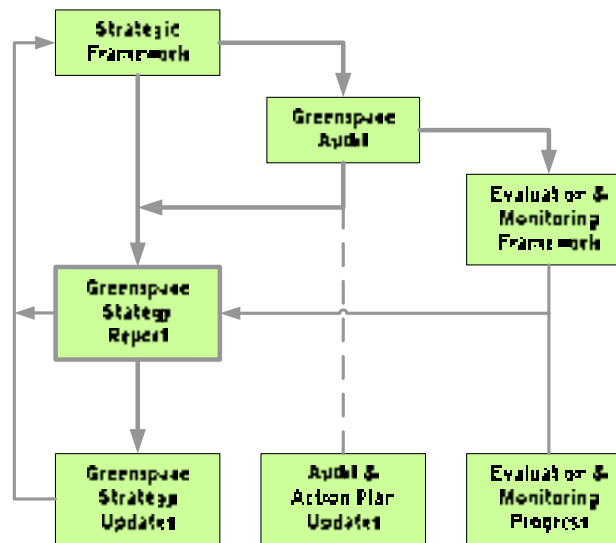 Strategic
Framework
Greenspace
Audit
Evaluation &
Monitoring
Framework
Greenspace
Stategy
Report
Greenspace
Strategy
Updates
Audit &
Action Plan
Updates
Evaluation &
Monitoring
Progress